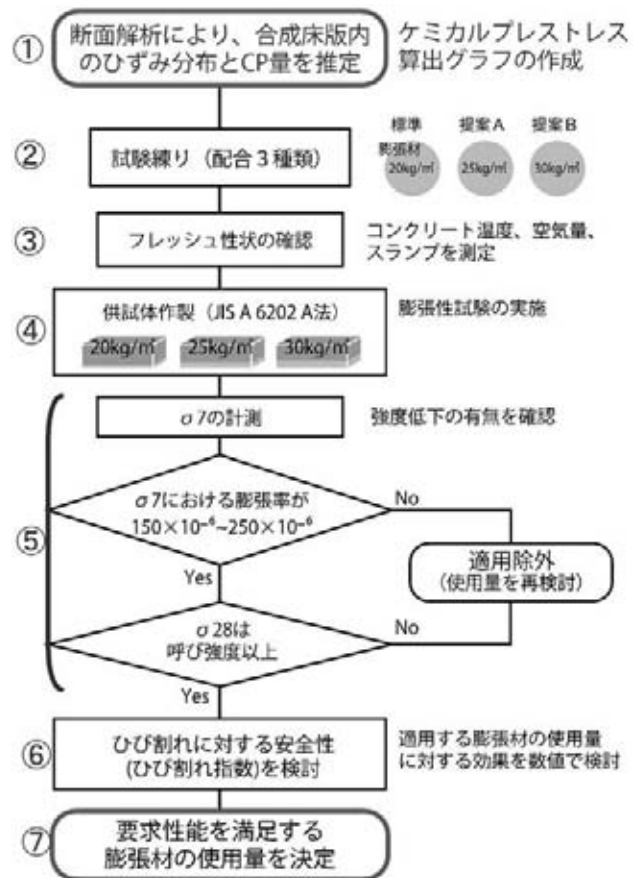 ①
断面解析により、合成床版内
のひずみ分布とCP量を推定
ケミカルプレストレス
算出グラフの作成
②
試験練り（配合３種類）
標準
提案A
提案B
膨張材
20kg/㎥
25kg/㎥
30kg/㎥
③
フレッシュ性状の確認
コンクリート温度、空気量、
スランプを測定
④
供試体作製（JIS A 6202 A法）
20kg/㎥
25kg/㎥
30kg/㎥
膨張性試験の実施
⑤
σ7の計測
強度低下の有無を確認
σ7における膨張率が
150×10⁻⁶~250×10⁻⁶
No
Yes
適用除外
（使用量を再検討）
σ28は
呼び強度以上
No
Yes
⑥
ひび割れに対する安全性
(ひび割れ指数)を検討
適用する膨張材の使用量
に対する効果を数値で検討
⑦
要求性能を満足する
膨張材の使用量を決定